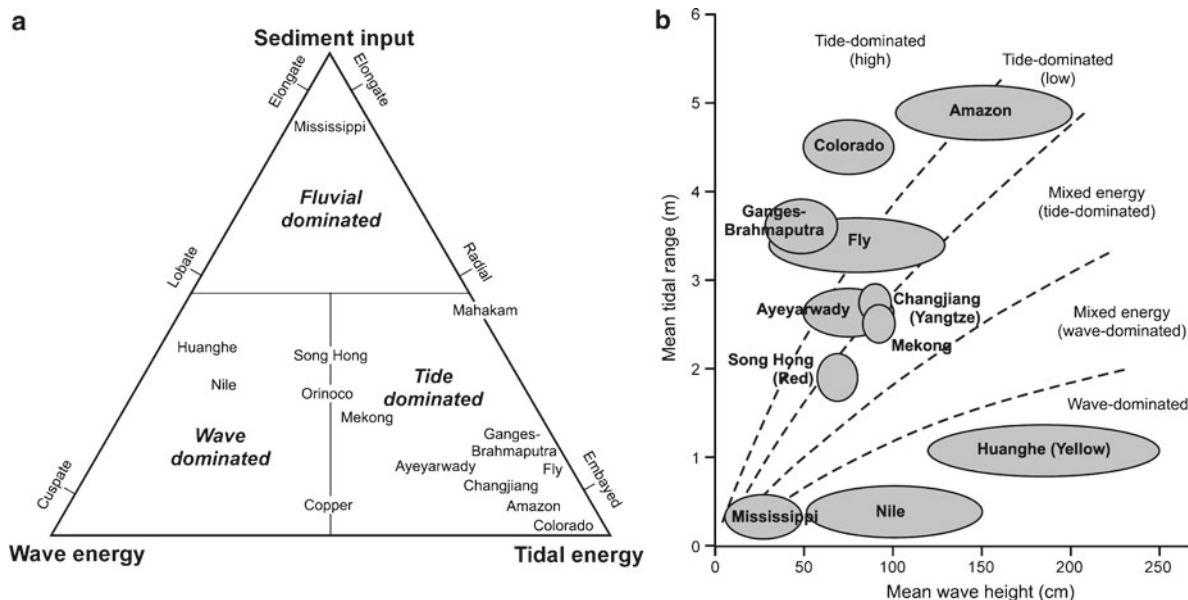 a
Sediment input
Elongate
Elongate
Mississippi
Fluvial
dominated
Lobate
Radial
Mahakam
Huanghe
Song Hong
Nile
Orinoco
Tide
dominated
Mekong
Wave
dominated
Ganges-
Brahmaputra
Ayeyarwady
Fly
Changjiang
Embayed
Cuspate
Copper
Amazon
Colorado
Wave energy
Tidal energy
b
Mean tidal range (m)
6
5
4
3
2
1
0
Tide-dominated
(high)
Tide-dominated
(low)
Amazon
Colorado
Mixed energy
(tide-dominated)
Ganges-
Brahmaputra
Fly
Ayeyarwady
Changjiang
(Yangtze)
Mekong
Mixed energy
(wave-dominated)
Song Hong
(Red)
Wave-dominated
Huanghe (Yellow)
Mississippi
Nile
0 50 100 150 200 250
Mean wave height (cm)